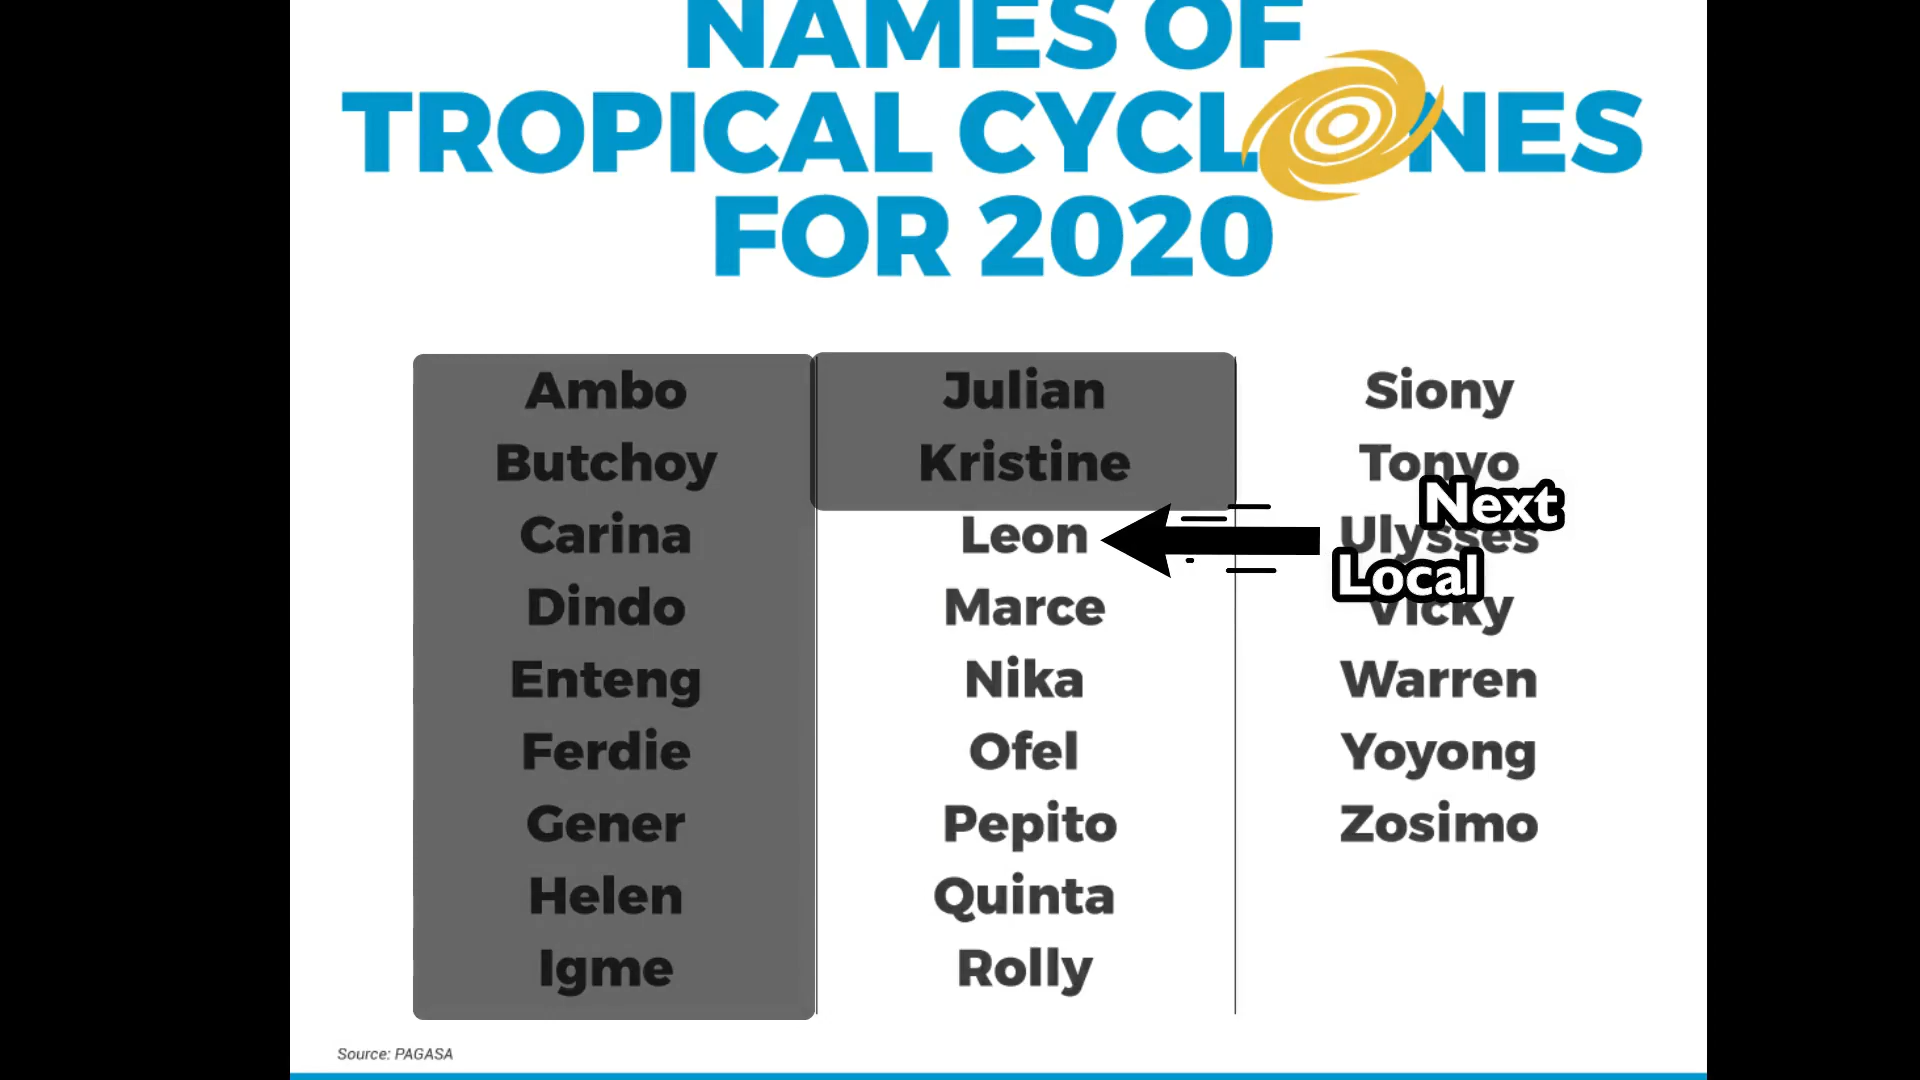 NAMES OF
TROPICAL CYCLONES
FOR 2020
Ambo
Butchoy
Carina
Dindo
Enteng
Ferdie
Gener
Helen
Igme
Julian
Kristine
Leon
Marce
Nika
Ofel
Pepito
Quinta
Rolly
Siony
Tonyo
Ulysses
Vicky
Warren
Yoyong
Zosimo
Next
Local
Source: PAGASA